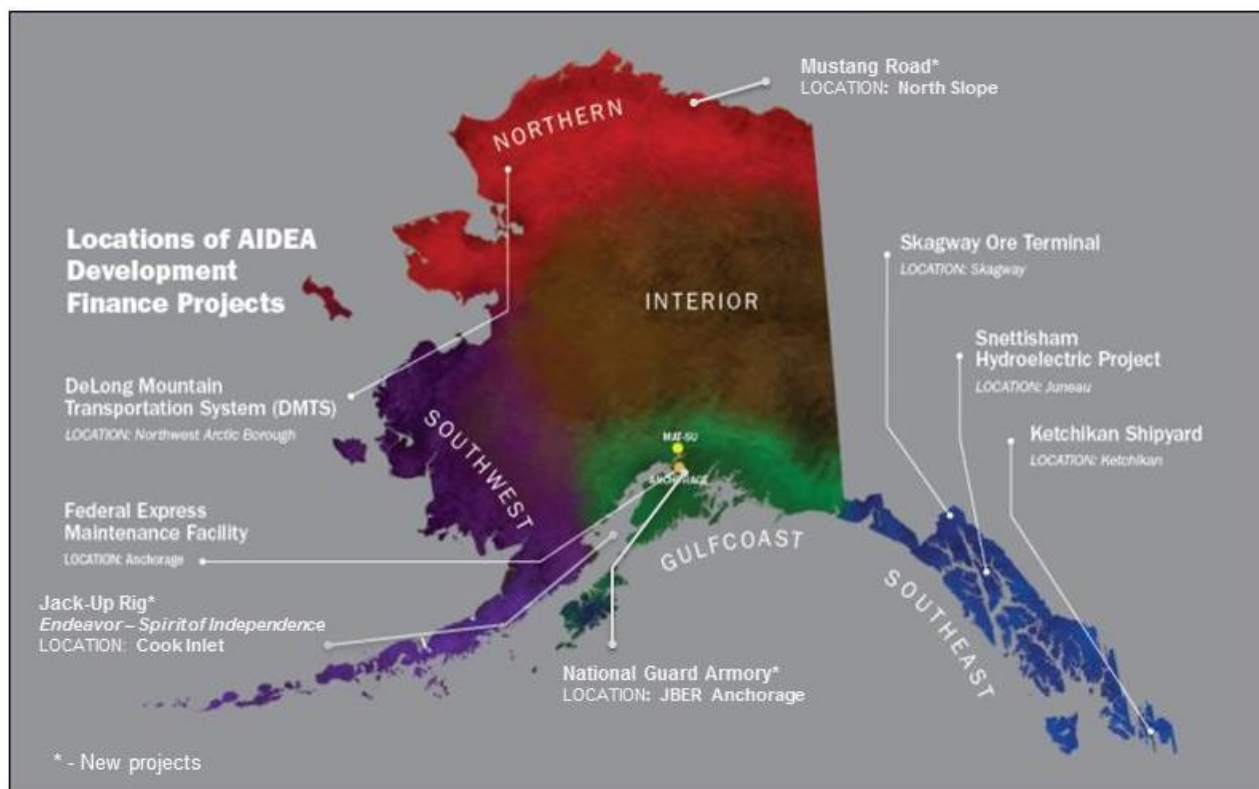 Mustang Road*
LOCATION: North Slope
NORTHERN
Locations of AIDEA
Development
Finance Projects
Skagway Ore Terminal
LOCATION: Skagway
INTERIOR
Snettisham
Hydroelectric Project
LOCATION: Juneau
DeLong Mountain
Transportation System (DMTS)
LOCATION: Northwest Arctic Borough
SOUTHWEST
MAT-SU
ANCHORAGE
Ketchikan Shipyard
LOCATION: Ketchikan
Federal Express
Maintenance Facility
LOCATION: Anchorage
GULFCOAST
SOUTHEAST
Jack-Up Rig*
Endeavor – Spirit of Independence
LOCATION: Cook Inlet
National Guard Armory*
LOCATION: JBER Anchorage
* - New projects